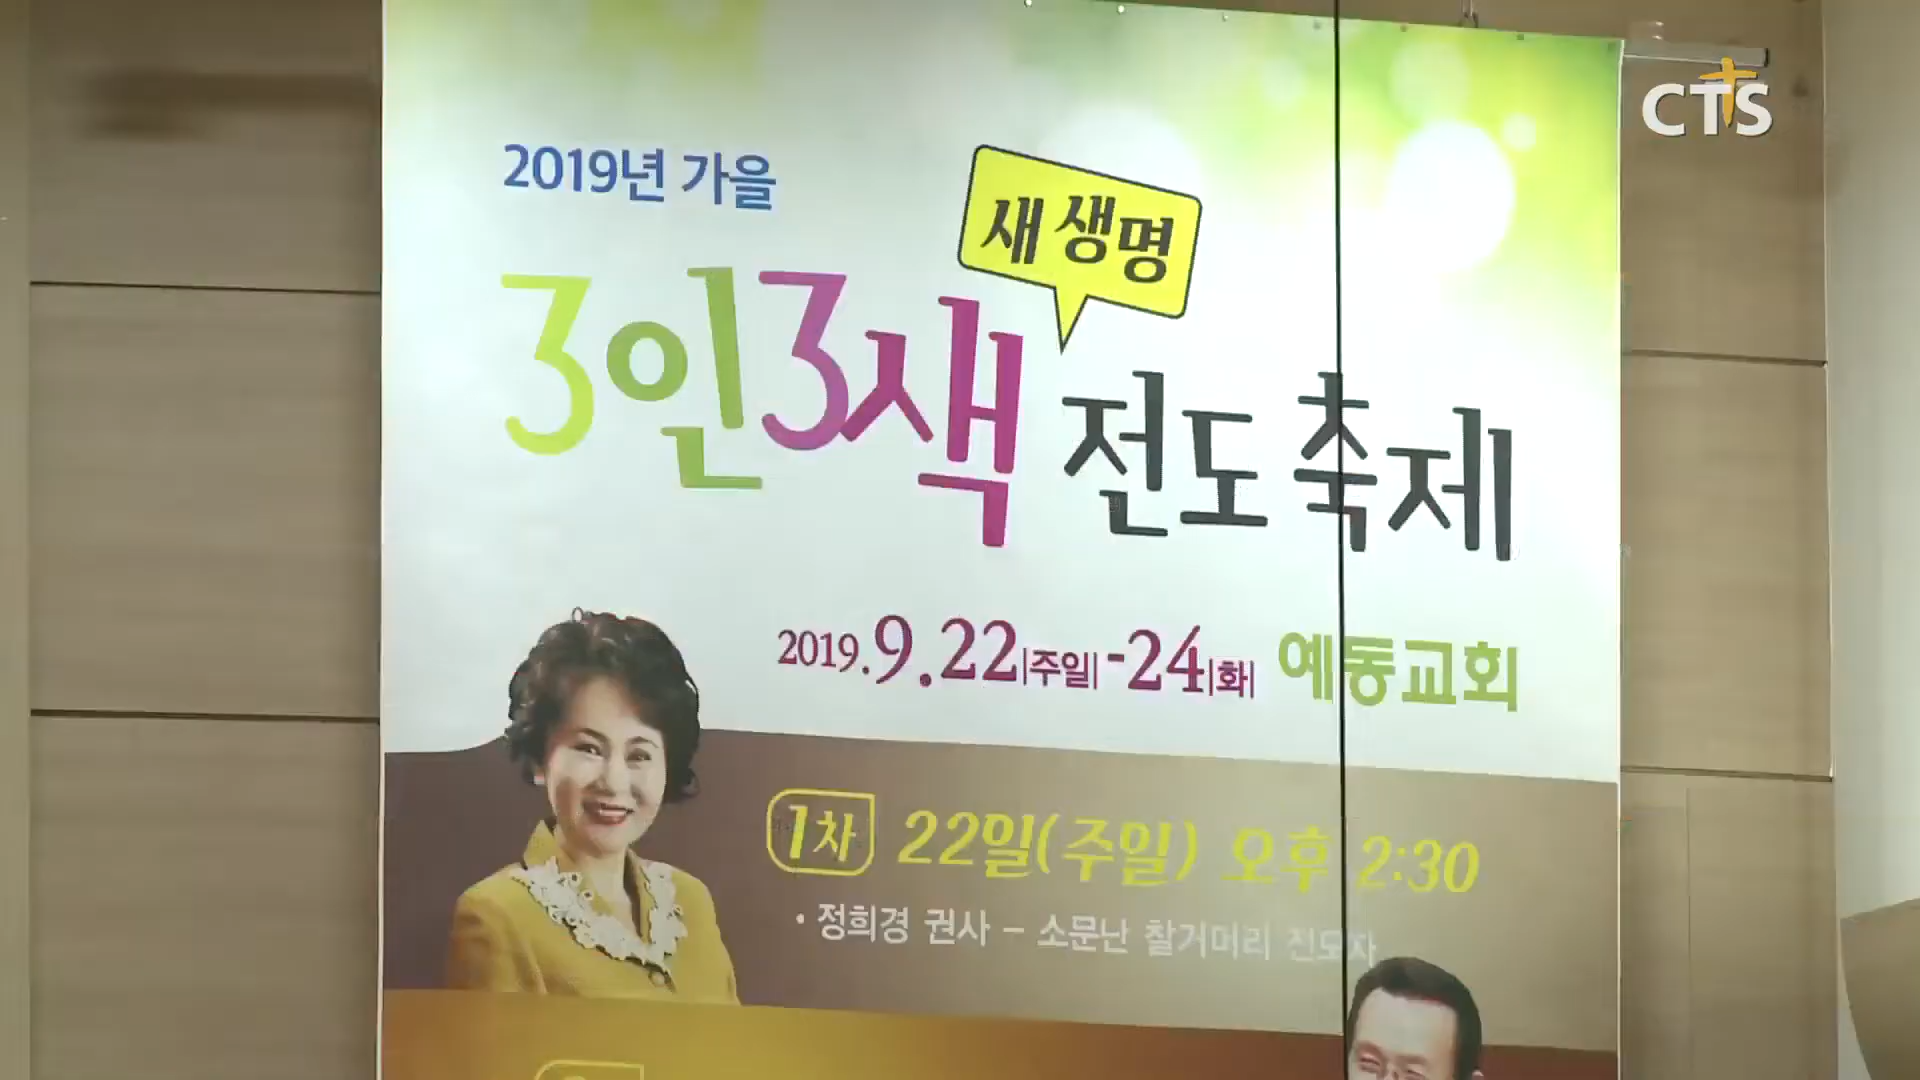 CTS
2019년 가을
새생명
3인3색 전도축제
2019.9.22|주일|-24|화| 예동교회
1차 22일(주일) 오후 2:30
• 정희경 권사 - 소문난 찰거머리 전도자